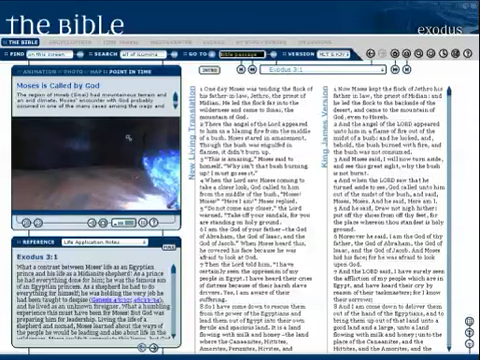 the BIBLE
exodus
THE BIBLE
FIND
on this screen
SEARCH
all of iLumina
GO TO
Bible passage
VERSION
NLT & KJV
ANIMATION :: PHOTO :: MAP :: POINT IN TIME
INTRO
Exodus 3:1
Moses is Called by God
The region of Moses (Sinai) had mountainous terrain and
an arid climate. Moses' encounter with God probably
New Living Translation
1 One day Moses was tending the flock
of his father-in-law, Jethro, the priest of
Midian. He led the flock far into the
wilderness and came to Sinai, the
mountain of God.
2 There the angel of the LORD appeared
to him in a blazing fire from the middle
of a bush. Moses stared in amazement.
Though the bush was engulfed in
flames, it didn't burn up.
3 "This is amazing," Moses said to
himself. "Why isn't that bush burning
up? I must go see it."
4 When the LORD saw Moses coming to
take a closer look, God called to him
from the middle of the bush, "Moses!
Moses!" "Here I am!" Moses replied.
5 "Do not come any closer," the LORD
warned. "Take off your sandals, for you
are standing on holy ground.
6 I am the God of your father--the God
of Abraham, the God of Isaac, and the
God of Jacob." When Moses heard this,
he covered his face because he was
afraid to look at God.
7 Then the LORD told him, "I have
certainly seen the oppression of my
people in Egypt. I have heard their cries
of distress because of their harsh slave
drivers. Yes, I am aware of their
suffering.
8 So I have come down to rescue them
from the power of the Egyptians and
lead them out of Egypt into their own
fertile and spacious land. It is a land
flowing with milk and honey--the land
where the Canaanites, Hittites,
Amorites, Perizzites, Hivites, and
King James Version
1 Now Moses kept the flock of Jethro his
father in law, the priest of Midian: and
he led the flock to the backside of the
desert, and came to the mountain of
God, even to Horeb.
2 And the angel of the LORD appeared
unto him in a flame of fire out of the
midst of a bush: and he looked, and,
behold, the bush burned with fire, and
the bush was not consumed.
3 And Moses said, I will now turn aside,
and see this great sight, why the bush
is not burnt.
4 And when the LORD saw that he
turned aside to see, God called unto him
out of the midst of the bush, and said,
Moses, Moses. And he said, Here am I.
5 And he said, Draw not nigh hither:
put off thy shoes from off thy feet, for
the place whereon thou standest is holy
ground.
6 Moreover he said, I am the God of thy
father, the God of Abraham, the God of
Isaac, and the God of Jacob. And Moses
hid his face; for he was afraid to look
upon God.
7 And the LORD said, I have surely seen
the affliction of my people which are in
Egypt, and have heard their cry by
reason of their taskmasters; for I know
their sorrows;
8 And I am come down to deliver them
out of the hand of the Egyptians, and to
bring them up out of that land unto a
good land and a large, unto a land
flowing with milk and honey; unto the
place of the Canaanites, and the
Hittites, and the Amorites, and the
REFERENCE
Life Application Notes
Exodus 3:1
What a contrast between Moses' life as an Egyptian
prince and his life as a Midianite shepherd! As a prince
he had everything done for him; he was the famous son
of an Egyptian princess. As a shepherd he had to do
everything for himself; he was holding the very job he
had been taught to despise
and he lived as an unknown foreigner. What a humbling
experience this must have been for Moses! But God was
preparing him for leadership. Living the life of a
shepherd and nomad, Moses learned about the ways of
the people he would be leading and also about life in